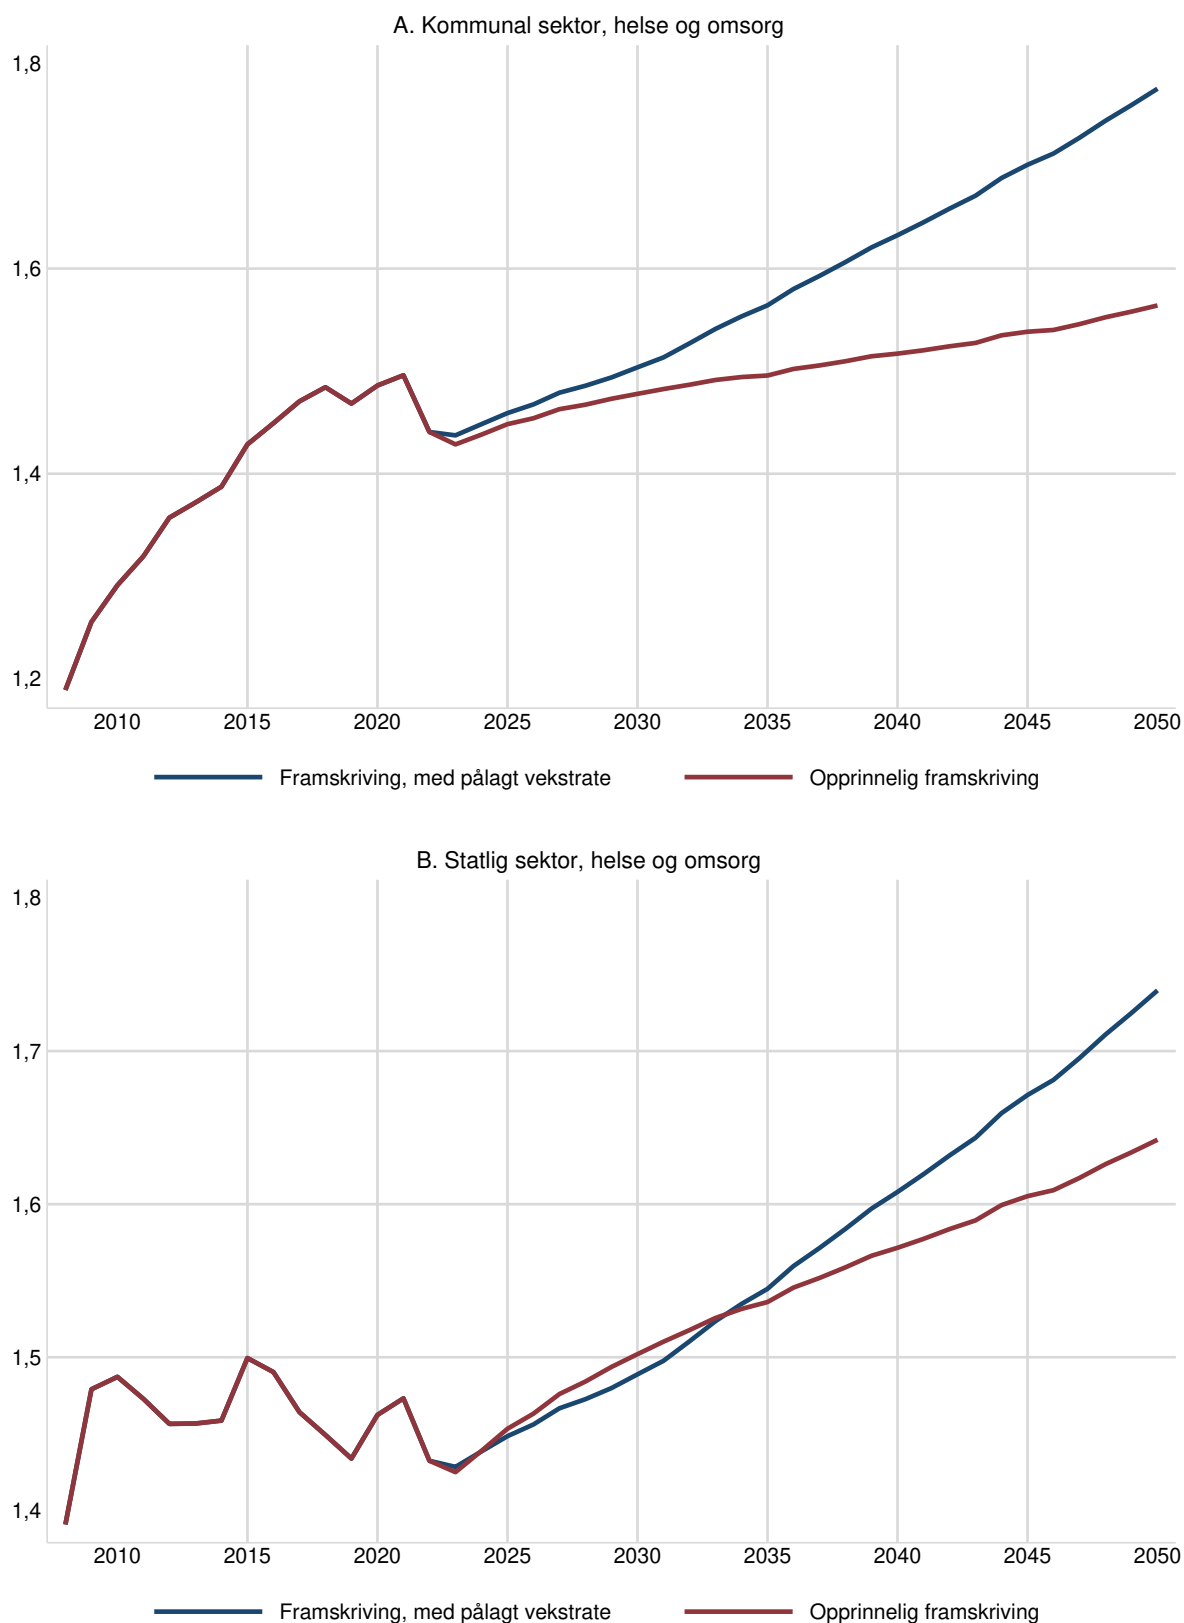 A. Kommunal sektor, helse og omsorg
1,8
1,6
1,4
1,2
2010 2015 2020 2025 2030 2035 2040 2045 2050
Framskriving, med pålagt vekstrate Opprinnelig framskriving
B. Statlig sektor, helse og omsorg
1,8
1,7
1,6
1,5
1,4
2010 2015 2020 2025 2030 2035 2040 2045 2050
Framskriving, med pålagt vekstrate Opprinnelig framskriving